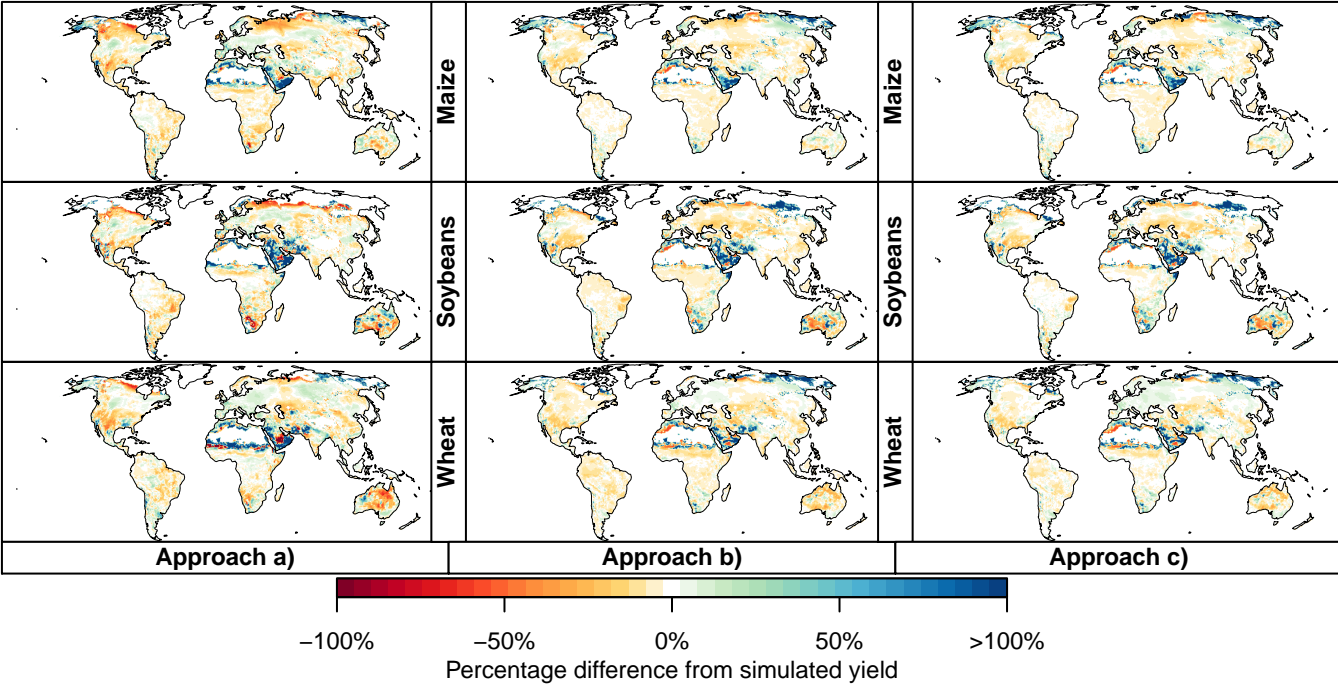 Maize
Maize
Soybeans
Soybeans
Wheat
Wheat
Approach a)
Approach b)
Approach c)
−100%
−50%
0%
50%
>100%
Percentage difference from simulated yield